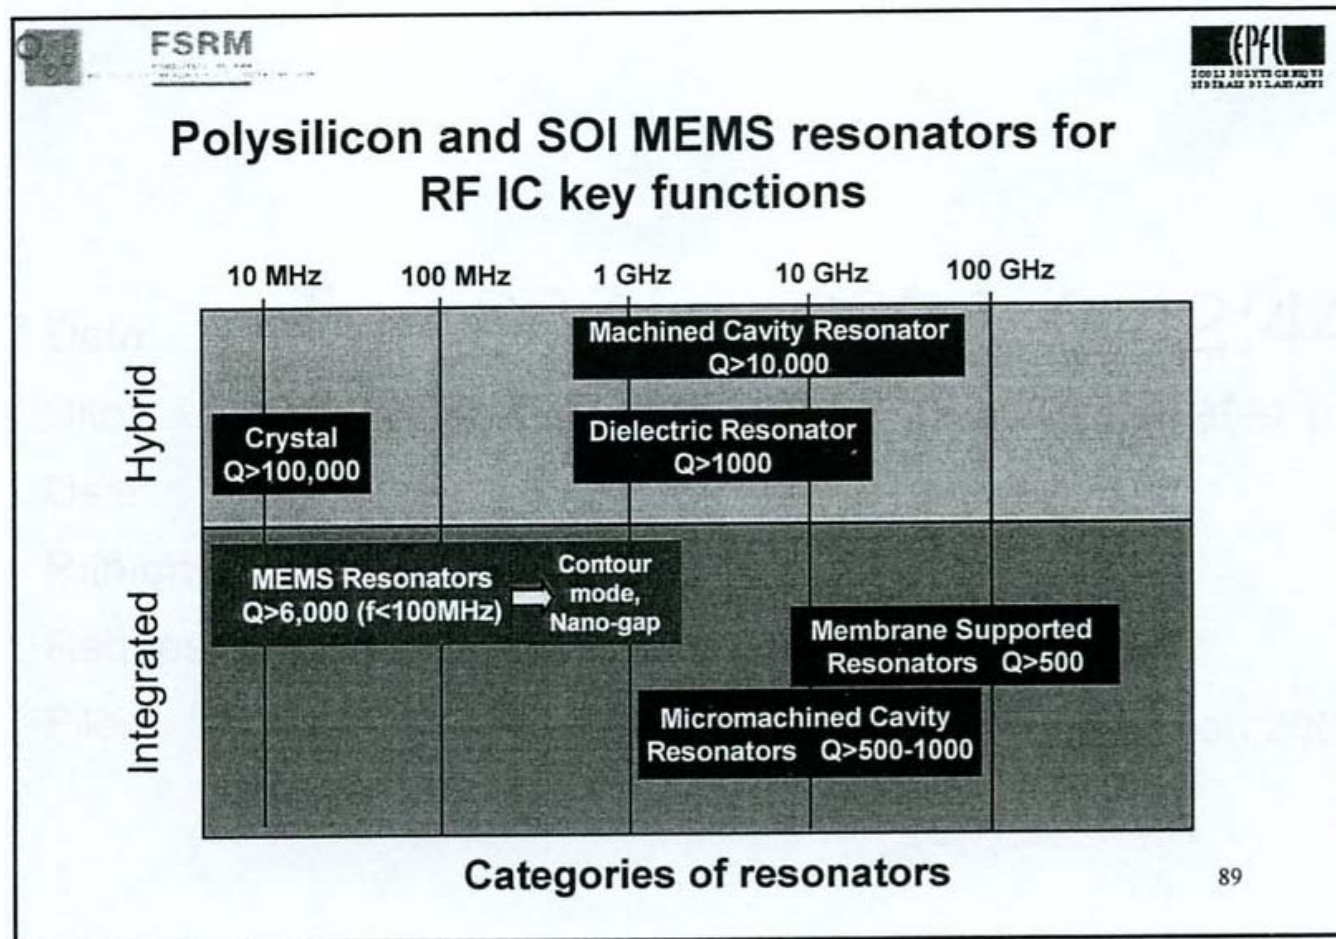 FSRM
EPFL
Polysilicon and SOI MEMS resonators for
RF IC key functions
10 MHz 100 MHz 1 GHz 10 GHz 100 GHz
Hybrid
Machined Cavity Resonator
Q>10,000
Crystal
Q>100,000
Dielectric Resonator
Q>1000
Integrated
MEMS Resonators
Q>6,000 (f<100MHz)
Contour
mode,
Nano-gap
Membrane Supported
Resonators Q>500
Micromachined Cavity
Resonators Q>500-1000
Categories of resonators
89